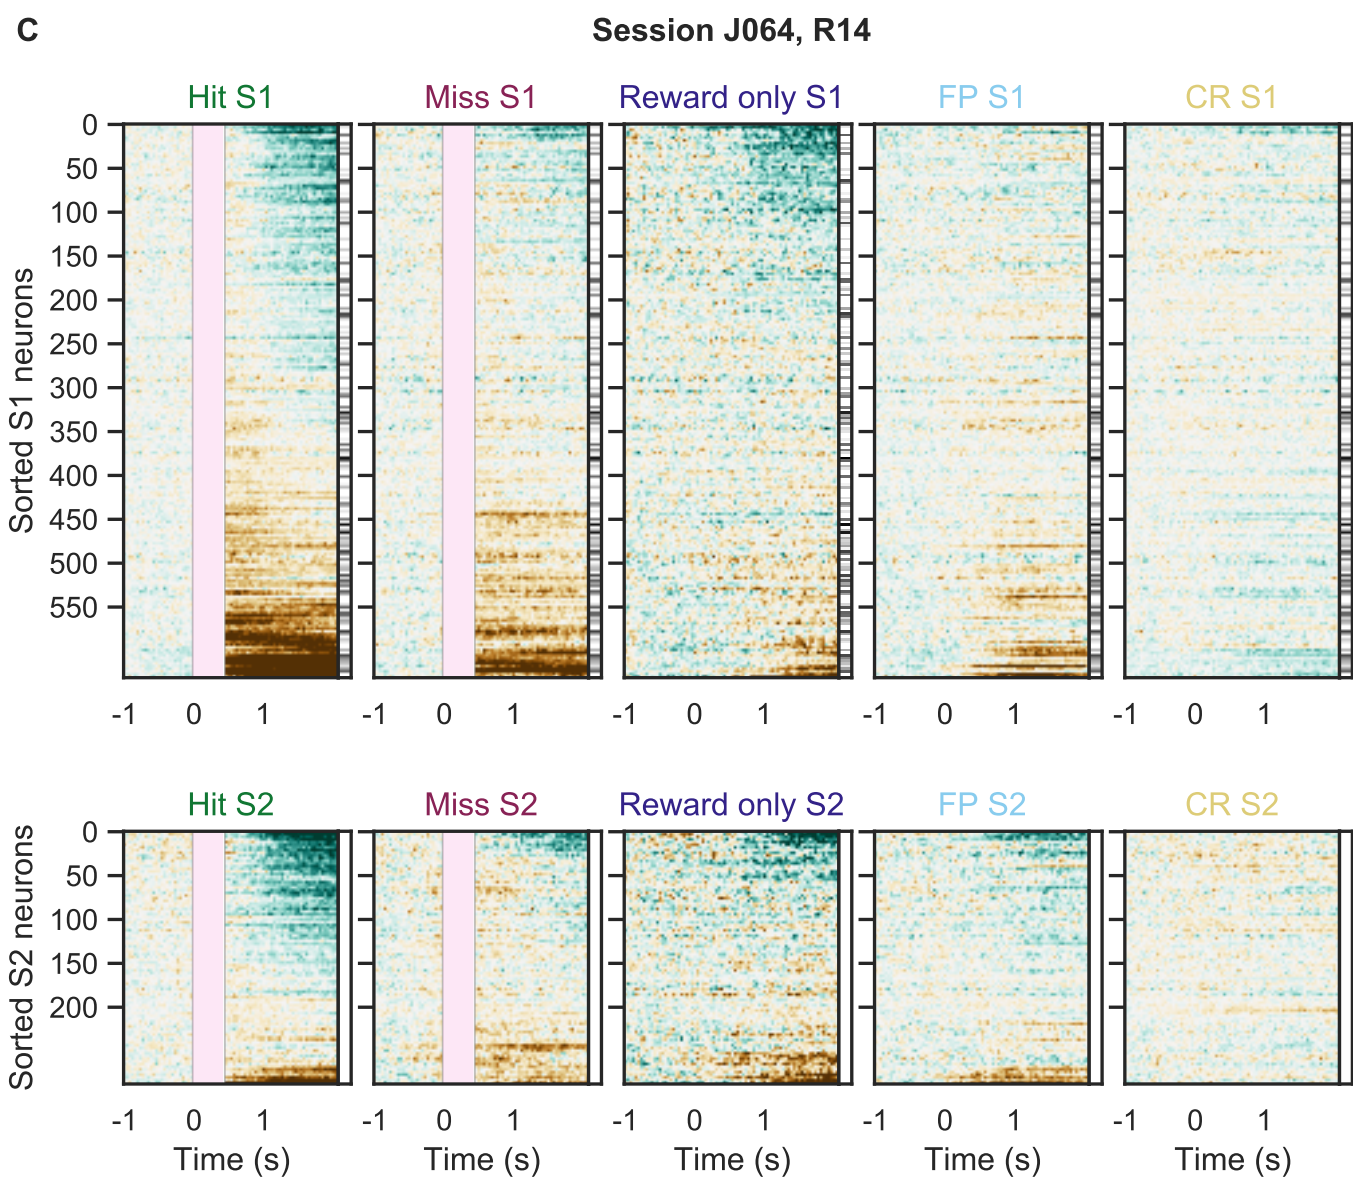 C
Session J064, R14
Hit S1 Miss S1 Reward only S1 FP S1 CR S1
Sorted S1 neurons
0
50
100
150
200
250
300
350
400
450
500
550
-1 0 1 -1 0 1 -1 0 1 -1 0 1 -1 0 1
Hit S2 Miss S2 Reward only S2 FP S2 CR S2
Sorted S2 neurons
0
50
100
150
200
-1 0 1 -1 0 1 -1 0 1 -1 0 1 -1 0 1
Time (s) Time (s) Time (s) Time (s) Time (s)